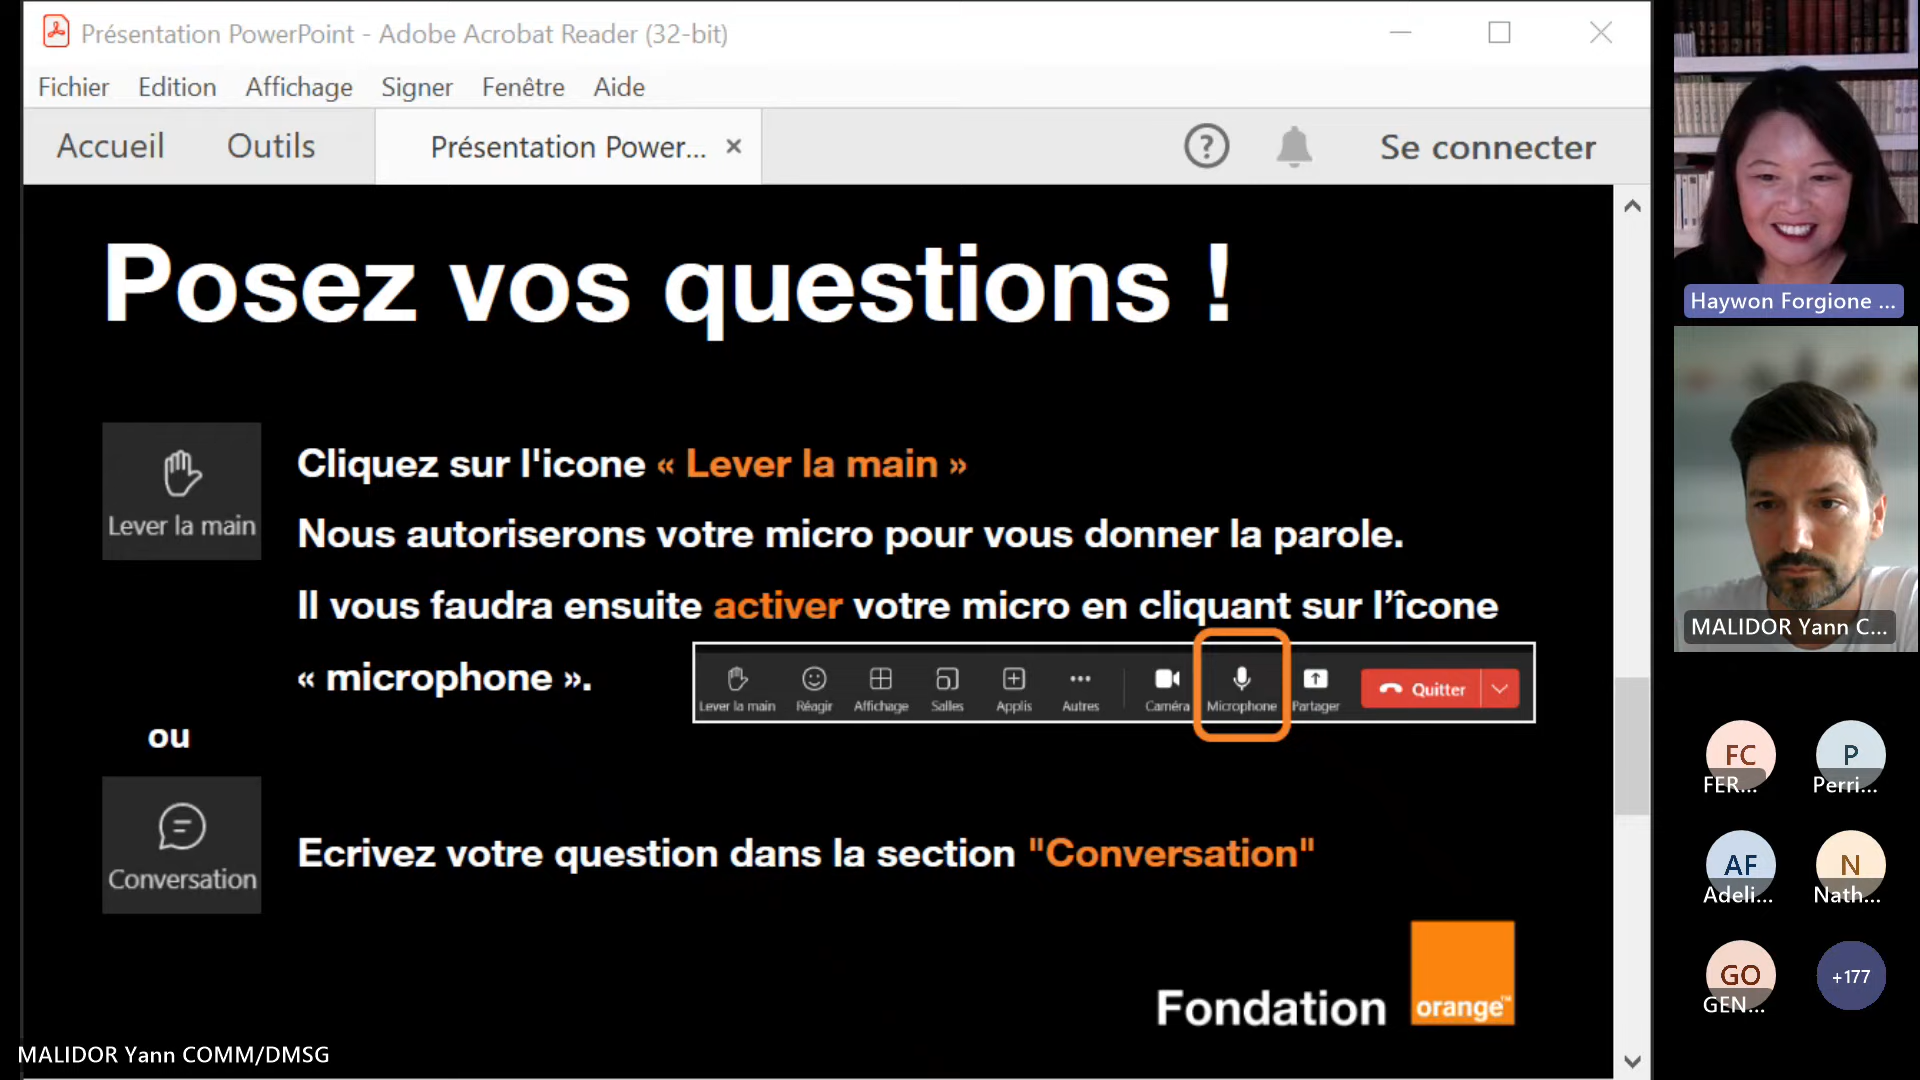 Présentation PowerPoint - Adobe Acrobat Reader (32-bit)
Fichier Edition Affichage Signer Fenêtre Aide
Accueil Outils Présentation Power... × ? Se connecter
Posez vos questions !
Lever la main
Cliquez sur l'icone « Lever la main »
Nous autoriserons votre micro pour vous donner la parole.
Il vous faudra ensuite activer votre micro en cliquant sur l’îcone
« microphone ».
Lever la main Réagir Affichage Salles Applis Autres Caméra Microphone Partager Quitter
ou
Conversation
Ecrivez votre question dans la section "Conversation"
Fondation
orange™
MALIDOR Yann COMM/DMSG
Haywon Forgione ...
MALIDOR Yann C...
FC
FER...
P
Perri...
AF
Adeli...
N
Nath...
GO
GEN...
+177